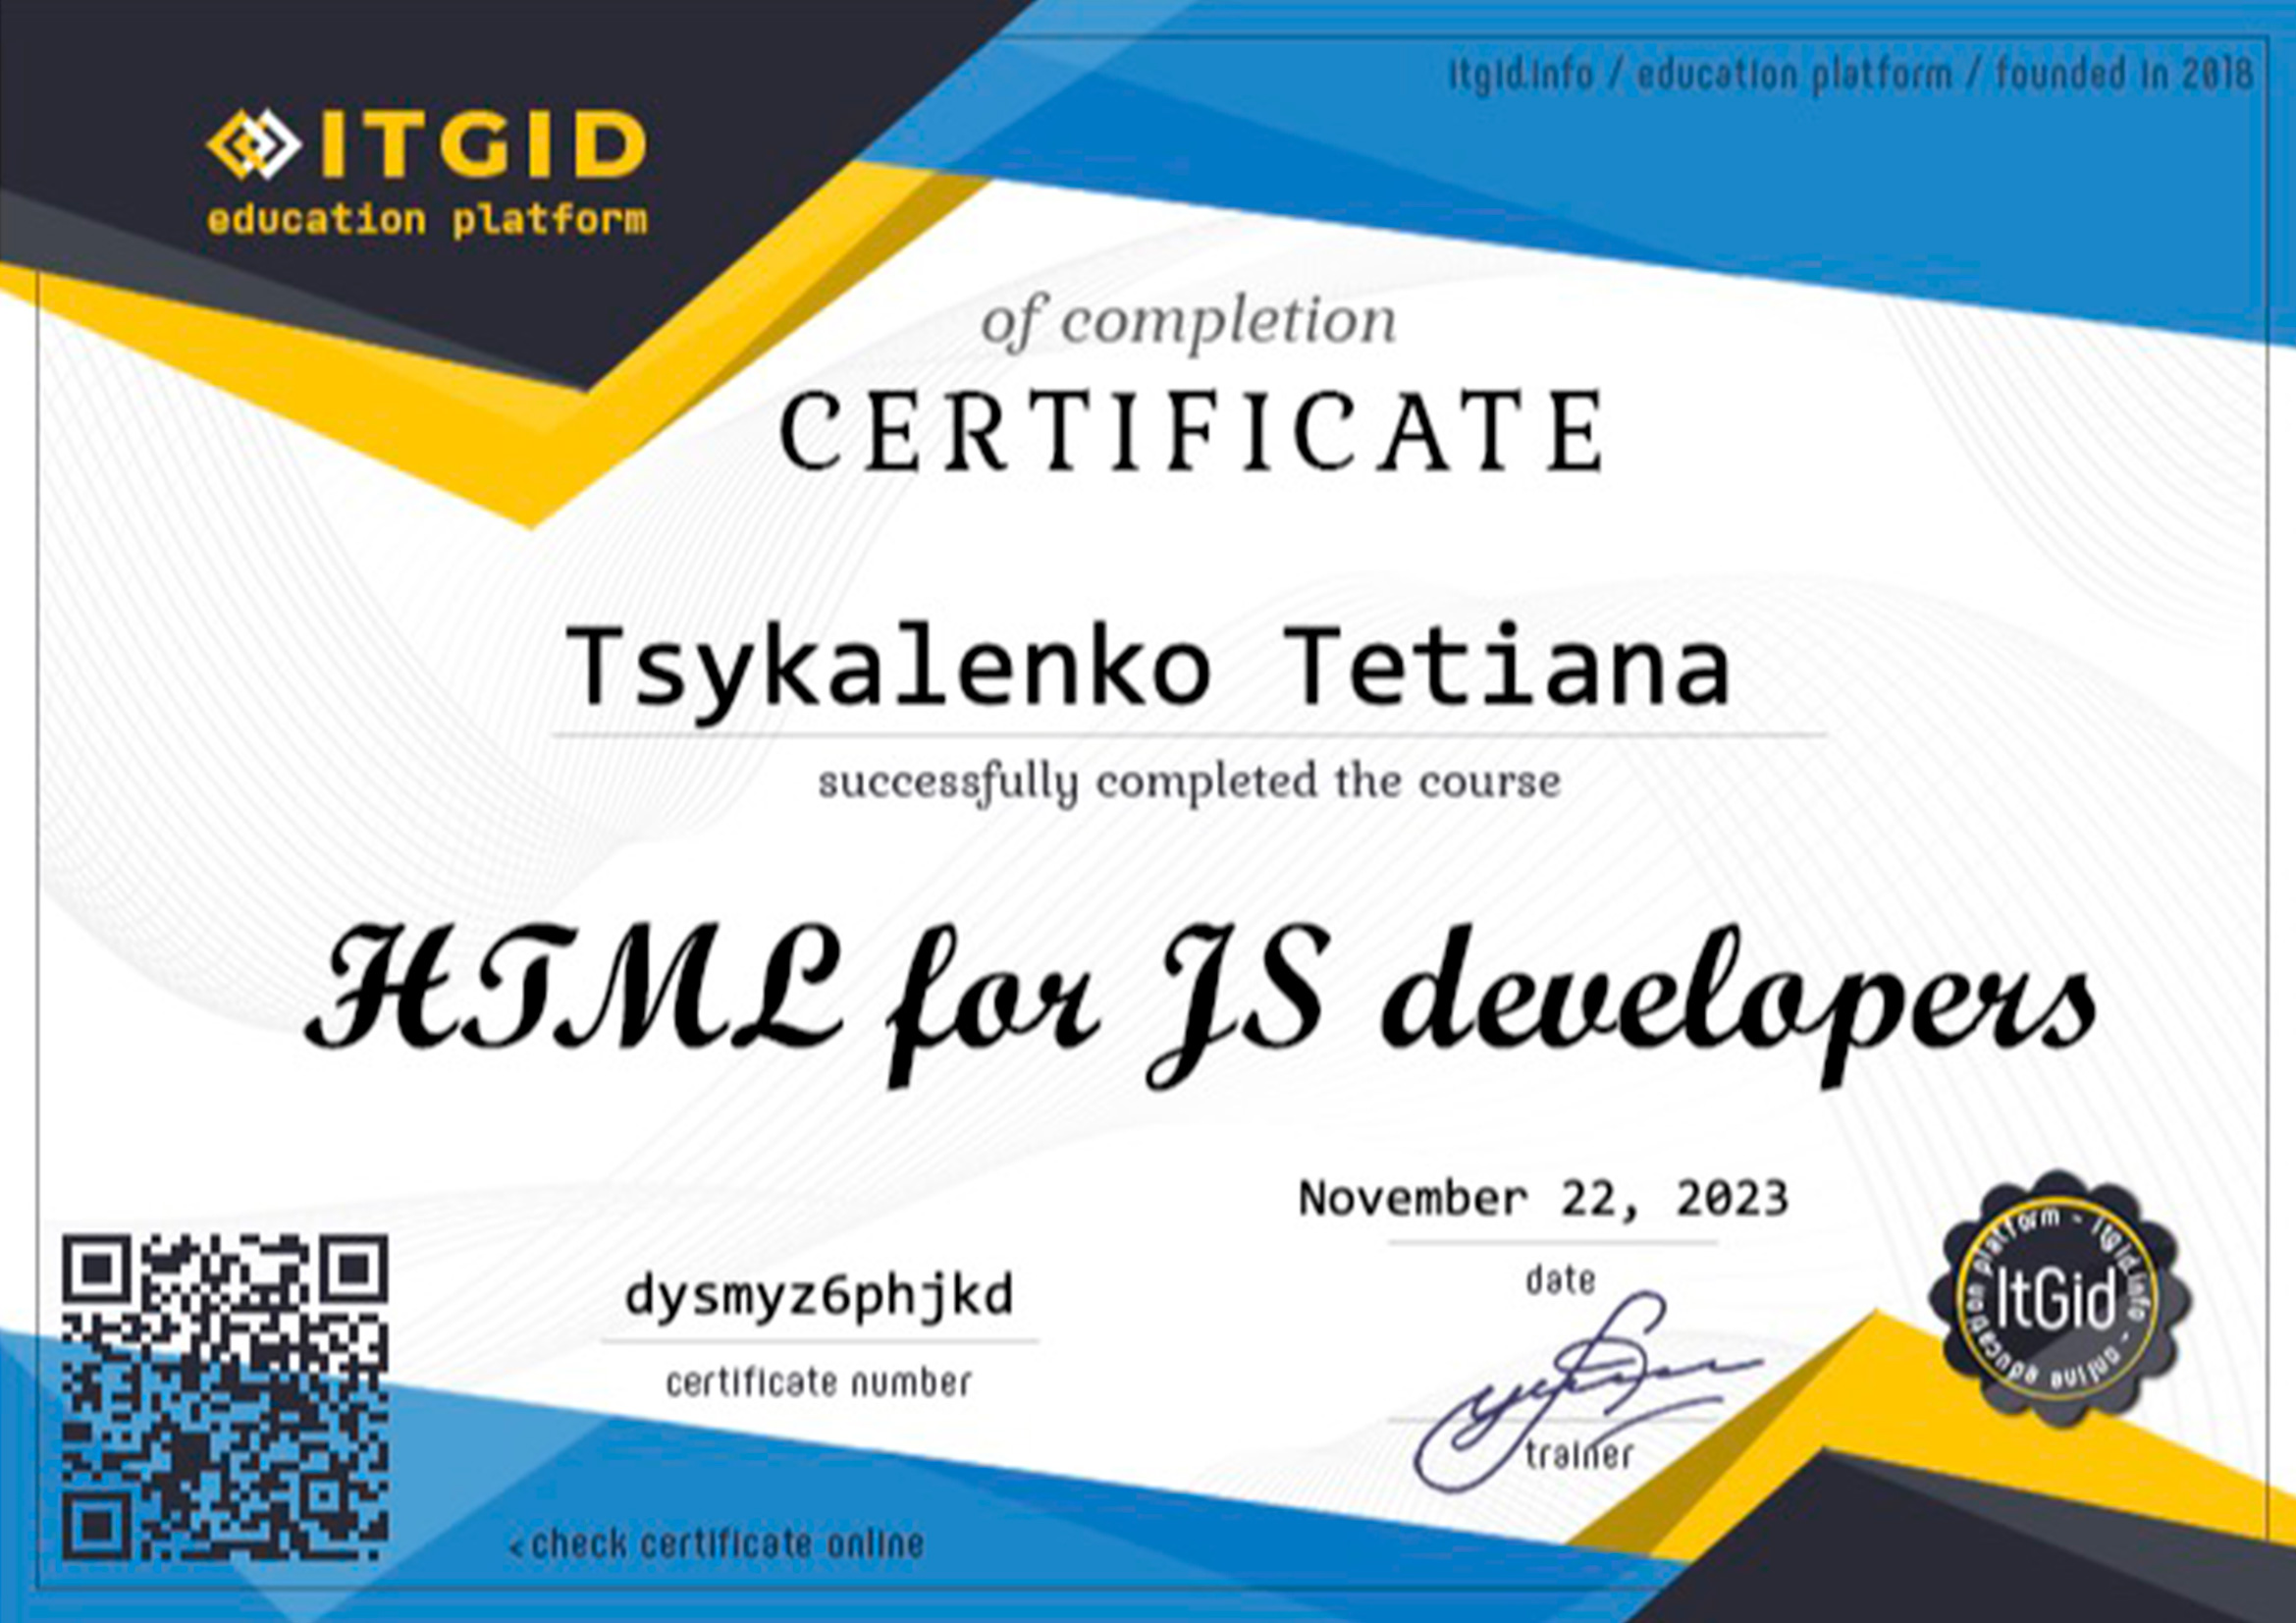 itgid.info / education platform / founded in 2018
ITGID
education platform
of completion
CERTIFICATE
Tsykalenko Tetiana
successfully completed the course
HTML for JS developers
November 22, 2023
date
dysmyz6phjkd
certificate number
trainer
ItGid
education platform - itgid.info - online
< check certificate online